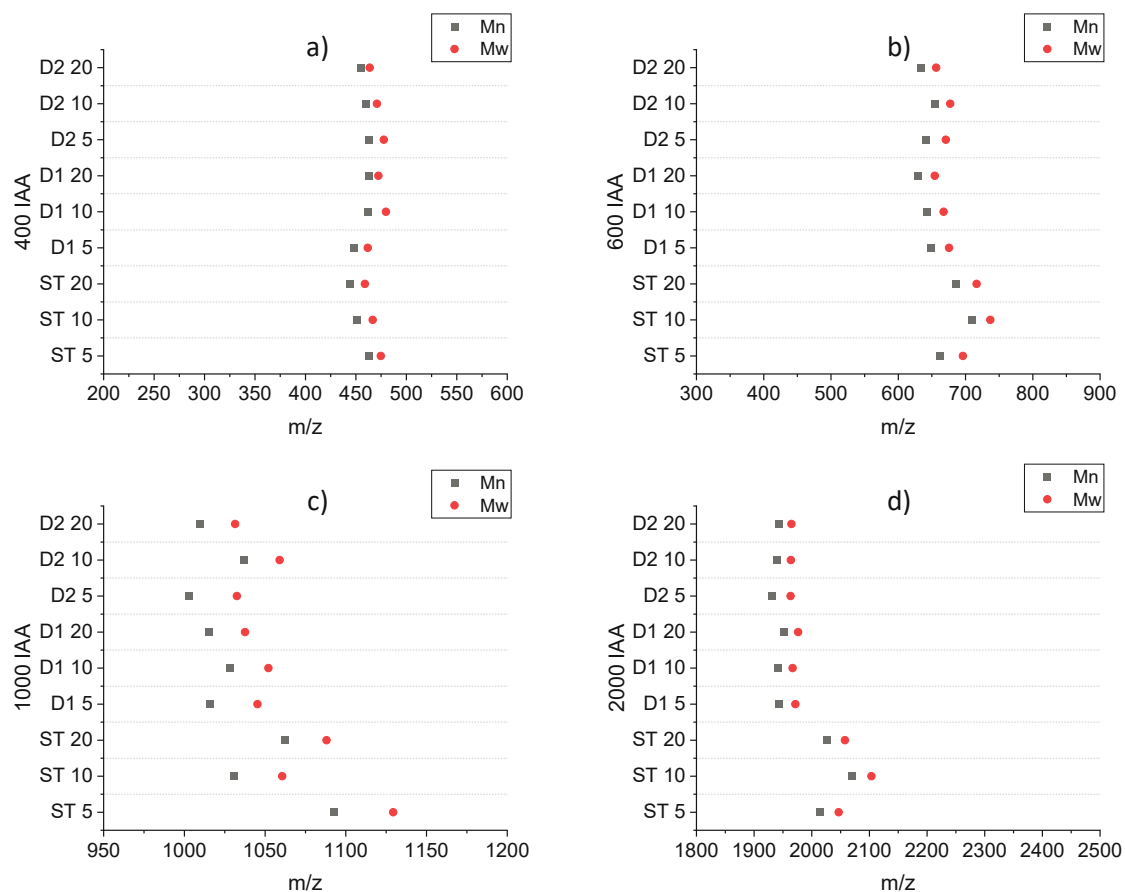 a)
Mn
Mw
400 IAA
D2 20
D2 10
D2 5
D1 20
D1 10
D1 5
ST 20
ST 10
ST 5
200 250 300 350 400 450 500 550 600
m/z
b)
Mn
Mw
600 IAA
D2 20
D2 10
D2 5
D1 20
D1 10
D1 5
ST 20
ST 10
ST 5
300 400 500 600 700 800 900
m/z
c)
Mn
Mw
1000 IAA
D2 20
D2 10
D2 5
D1 20
D1 10
D1 5
ST 20
ST 10
ST 5
950 1000 1050 1100 1150 1200
m/z
d)
Mn
Mw
2000 IAA
D2 20
D2 10
D2 5
D1 20
D1 10
D1 5
ST 20
ST 10
ST 5
1800 1900 2000 2100 2200 2300 2400 2500
m/z